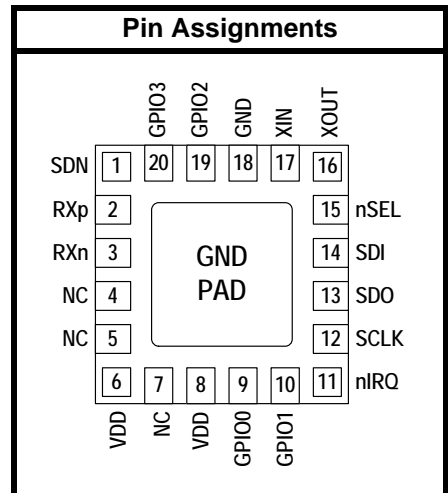 Pin Assignments
GPIO3
GPIO2
GND
XIN
XOUT
SDN 1 20 19 18 17 16
RXp 2 15 nSEL
RXn 3 GND 14 SDI
NC 4 PAD 13 SDO
NC 5 12 SCLK
6 7 8 9 10 11 nIRQ
VDD
NC
VDD
GPIO0
GPIO1